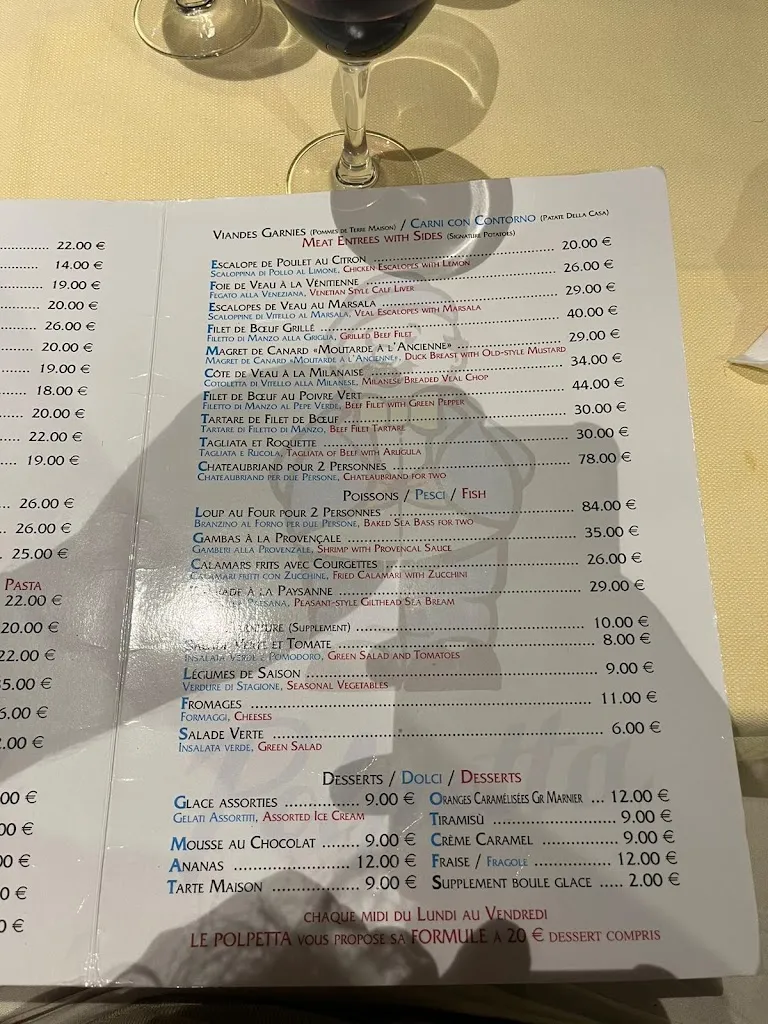 22.00 €
14.00 €
19.00 €
20.00 €
26.00 €
20.00 €
19.00 €
18.00 €
20.00 €
22.00 €
19.00 €
26.00 €
26.00 €
25.00 €
PASTA
22.00 €
20.00 €
22.00 €
5.00 €
6.00 €
.00 €
00 €
00 €
00 €
0 €
0 €
VIANDES GARNIES (POMMES DE TERRE MAISON) / CARNI CON CONTORNO (PATATE DELLA CASA)
MEAT ENTREES WITH SIDES (SIGNATURE POTATOES)
ESCALOPE DE POULET AU CITRON 20.00 €
SCALOPPINA DI POLLO AL LIMONE, CHICKEN ESCALOPES WITH LEMON
FOIE DE VEAU À LA VÉNITIENNE 26.00 €
FEGATO ALLA VENEZIANA, VENETIAN STYLE CALF LIVER
ESCALOPES DE VEAU AU MARSALA 29.00 €
SCALOPPINE DI VITELLO AL MARSALA, VEAL ESCALOPES WITH MARSALA
FILET DE BŒUF GRILLÉ 40.00 €
FILETTO DI MANZO ALLA GRIGLIA, GRILLED BEEF FILET
MAGRET DE CANARD «MOUTARDE À L'ANCIENNE» 29.00 €
MAGRET DE CANARD «MOUTARDE À L'ANCIENNE», DUCK BREAST WITH OLD-STYLE MUSTARD
CÔTE DE VEAU À LA MILANAISE 34.00 €
COTOLETTA DI VITELLO ALLA MILANESE, MILANESE BREADED VEAL CHOP
FILET DE BŒUF AU POIVRE VERT 44.00 €
FILETTO DI MANZO AL PEPE VERDE, BEEF FILET WITH GREEN PEPPER
TARTARE DE FILET DE BŒUF 30.00 €
TARTARE DI FILETTO DI MANZO, BEEF FILET TARTARE
TAGLIATA ET ROQUETTE 30.00 €
TAGLIATA E RUCOLA, TAGLIATA OF BEEF WITH ARUGULA
CHATEAUBRIAND POUR 2 PERSONNES 78.00 €
CHATEAUBRIAND PER DUE PERSONE, CHATEAUBRIAND FOR TWO
POISSONS / PESCI / FISH
LOUP AU FOUR POUR 2 PERSONNES 84.00 €
BRANZINO AL FORNO PER DUE PERSONE, BAKED SEA BASS FOR TWO
GAMBAS À LA PROVENÇALE 35.00 €
GAMBERI ALLA PROVENZALE, SHRIMP WITH PROVENCAL SAUCE
CALAMARS FRITS AVEC COURGETTES 26.00 €
CALAMARI FRITTI CON ZUCCHINE, FRIED CALAMARI WITH ZUCCHINI
À LA PAYSANNE 29.00 €
PAESANA, PEASANT-STYLE GILTHEAD SEA BREAM
(SUPPLEMENT) 10.00 €
SALADE VERTE ET TOMATE 8.00 €
INSALATA VERDE E POMODORO, GREEN SALAD AND TOMATOES
LÉGUMES DE SAISON 9.00 €
VERDURE DI STAGIONE, SEASONAL VEGETABLES
FROMAGES 11.00 €
FORMAGGI, CHEESES
SALADE VERTE 6.00 €
INSALATA VERDE, GREEN SALAD
DESSERTS / DOLCI / DESSERTS
GLACE ASSORTIES 9.00 €
GELATI ASSORTITI, ASSORTED ICE CREAM
MOUSSE AU CHOCOLAT 9.00 €
ANANAS 12.00 €
TARTE MAISON 9.00 €
ORANGES CARAMÉLISÉES GR MARNIER 12.00 €
TIRAMISÙ 9.00 €
CRÈME CARAMEL 9.00 €
FRAISE / FRAGOLE 12.00 €
SUPPLEMENT BOULE GLACE 2.00 €
CHAQUE MIDI DU LUNDI AU VENDREDI
LE POLPETTA VOUS PROPOSE SA FORMULE A 20 € DESSERT COMPRIS